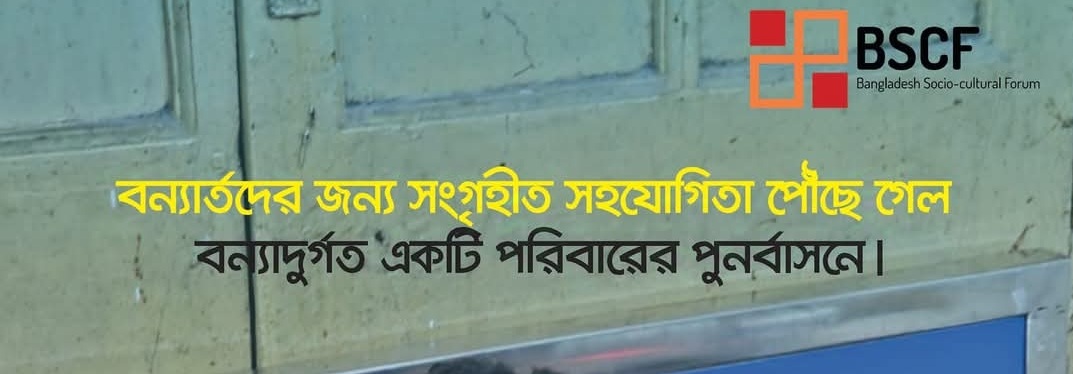 BSCF
Bangladesh Socio-cultural Forum
বন্যার্তদের জন্য সংগৃহীত সহযোগিতা পৌঁছে গেল
বন্যাদুর্গত একটি পরিবারের পুনর্বাসনে।